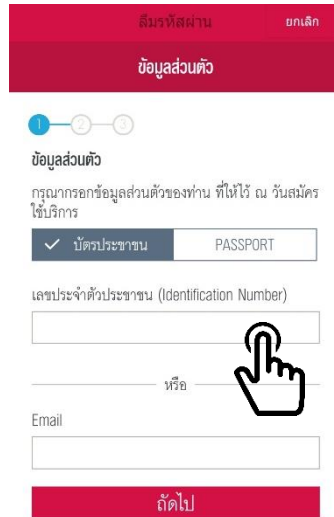 ลืมรหัสผ่าน ยกเลิก
ข้อมูลส่วนตัว
1 2 3
ข้อมูลส่วนตัว
กรุณากรอกข้อมูลส่วนตัวของท่าน ที่ให้ไว้ ณ วันสมัคร
ใช้บริการ
บัตรประชาชน PASSPORT
เลขประจำตัวประชาชน (Identification Number)
หรือ
Email
ถัดไป